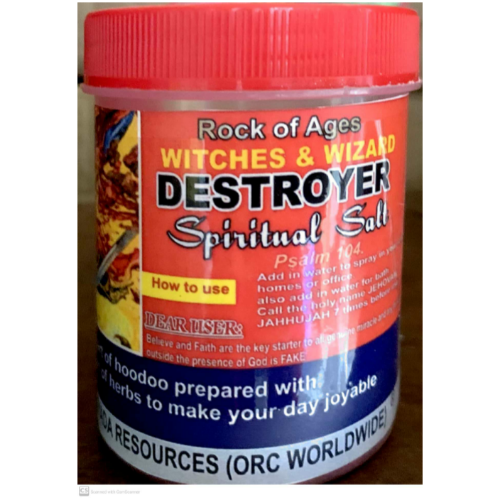 Rock of Ages
WITCHES & WIZARD
DESTROYER
Spiritual Salt
Psalm 104.
How to use
Add in water to spray in
homes or office
also add in water for bath
Call the holy name JEHOVAH
JAHHUJAH 7 times before
DEAR USER:
Believe and Faith are the key starter to all miracle and
outside the presence of God is FAKE
of hoodoo prepared with
of herbs to make your day joyable
RESOURCES (ORC WORLDWIDE)